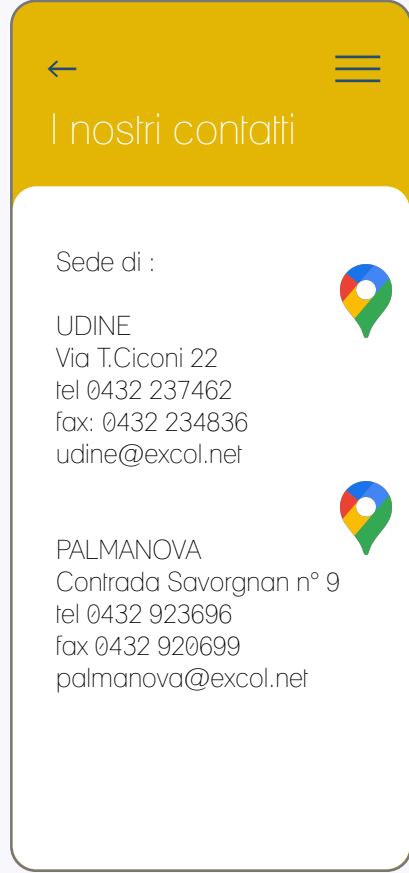 I nostri contatti
Sede di :
UDINE
Via T.Ciconi 22
tel 0432 237462
fax: 0432 234836
udine@excol.net
PALMANOVA
Contrada Savorgnan n° 9
tel 0432 923696
fax 0432 920699
palmanova@excol.net